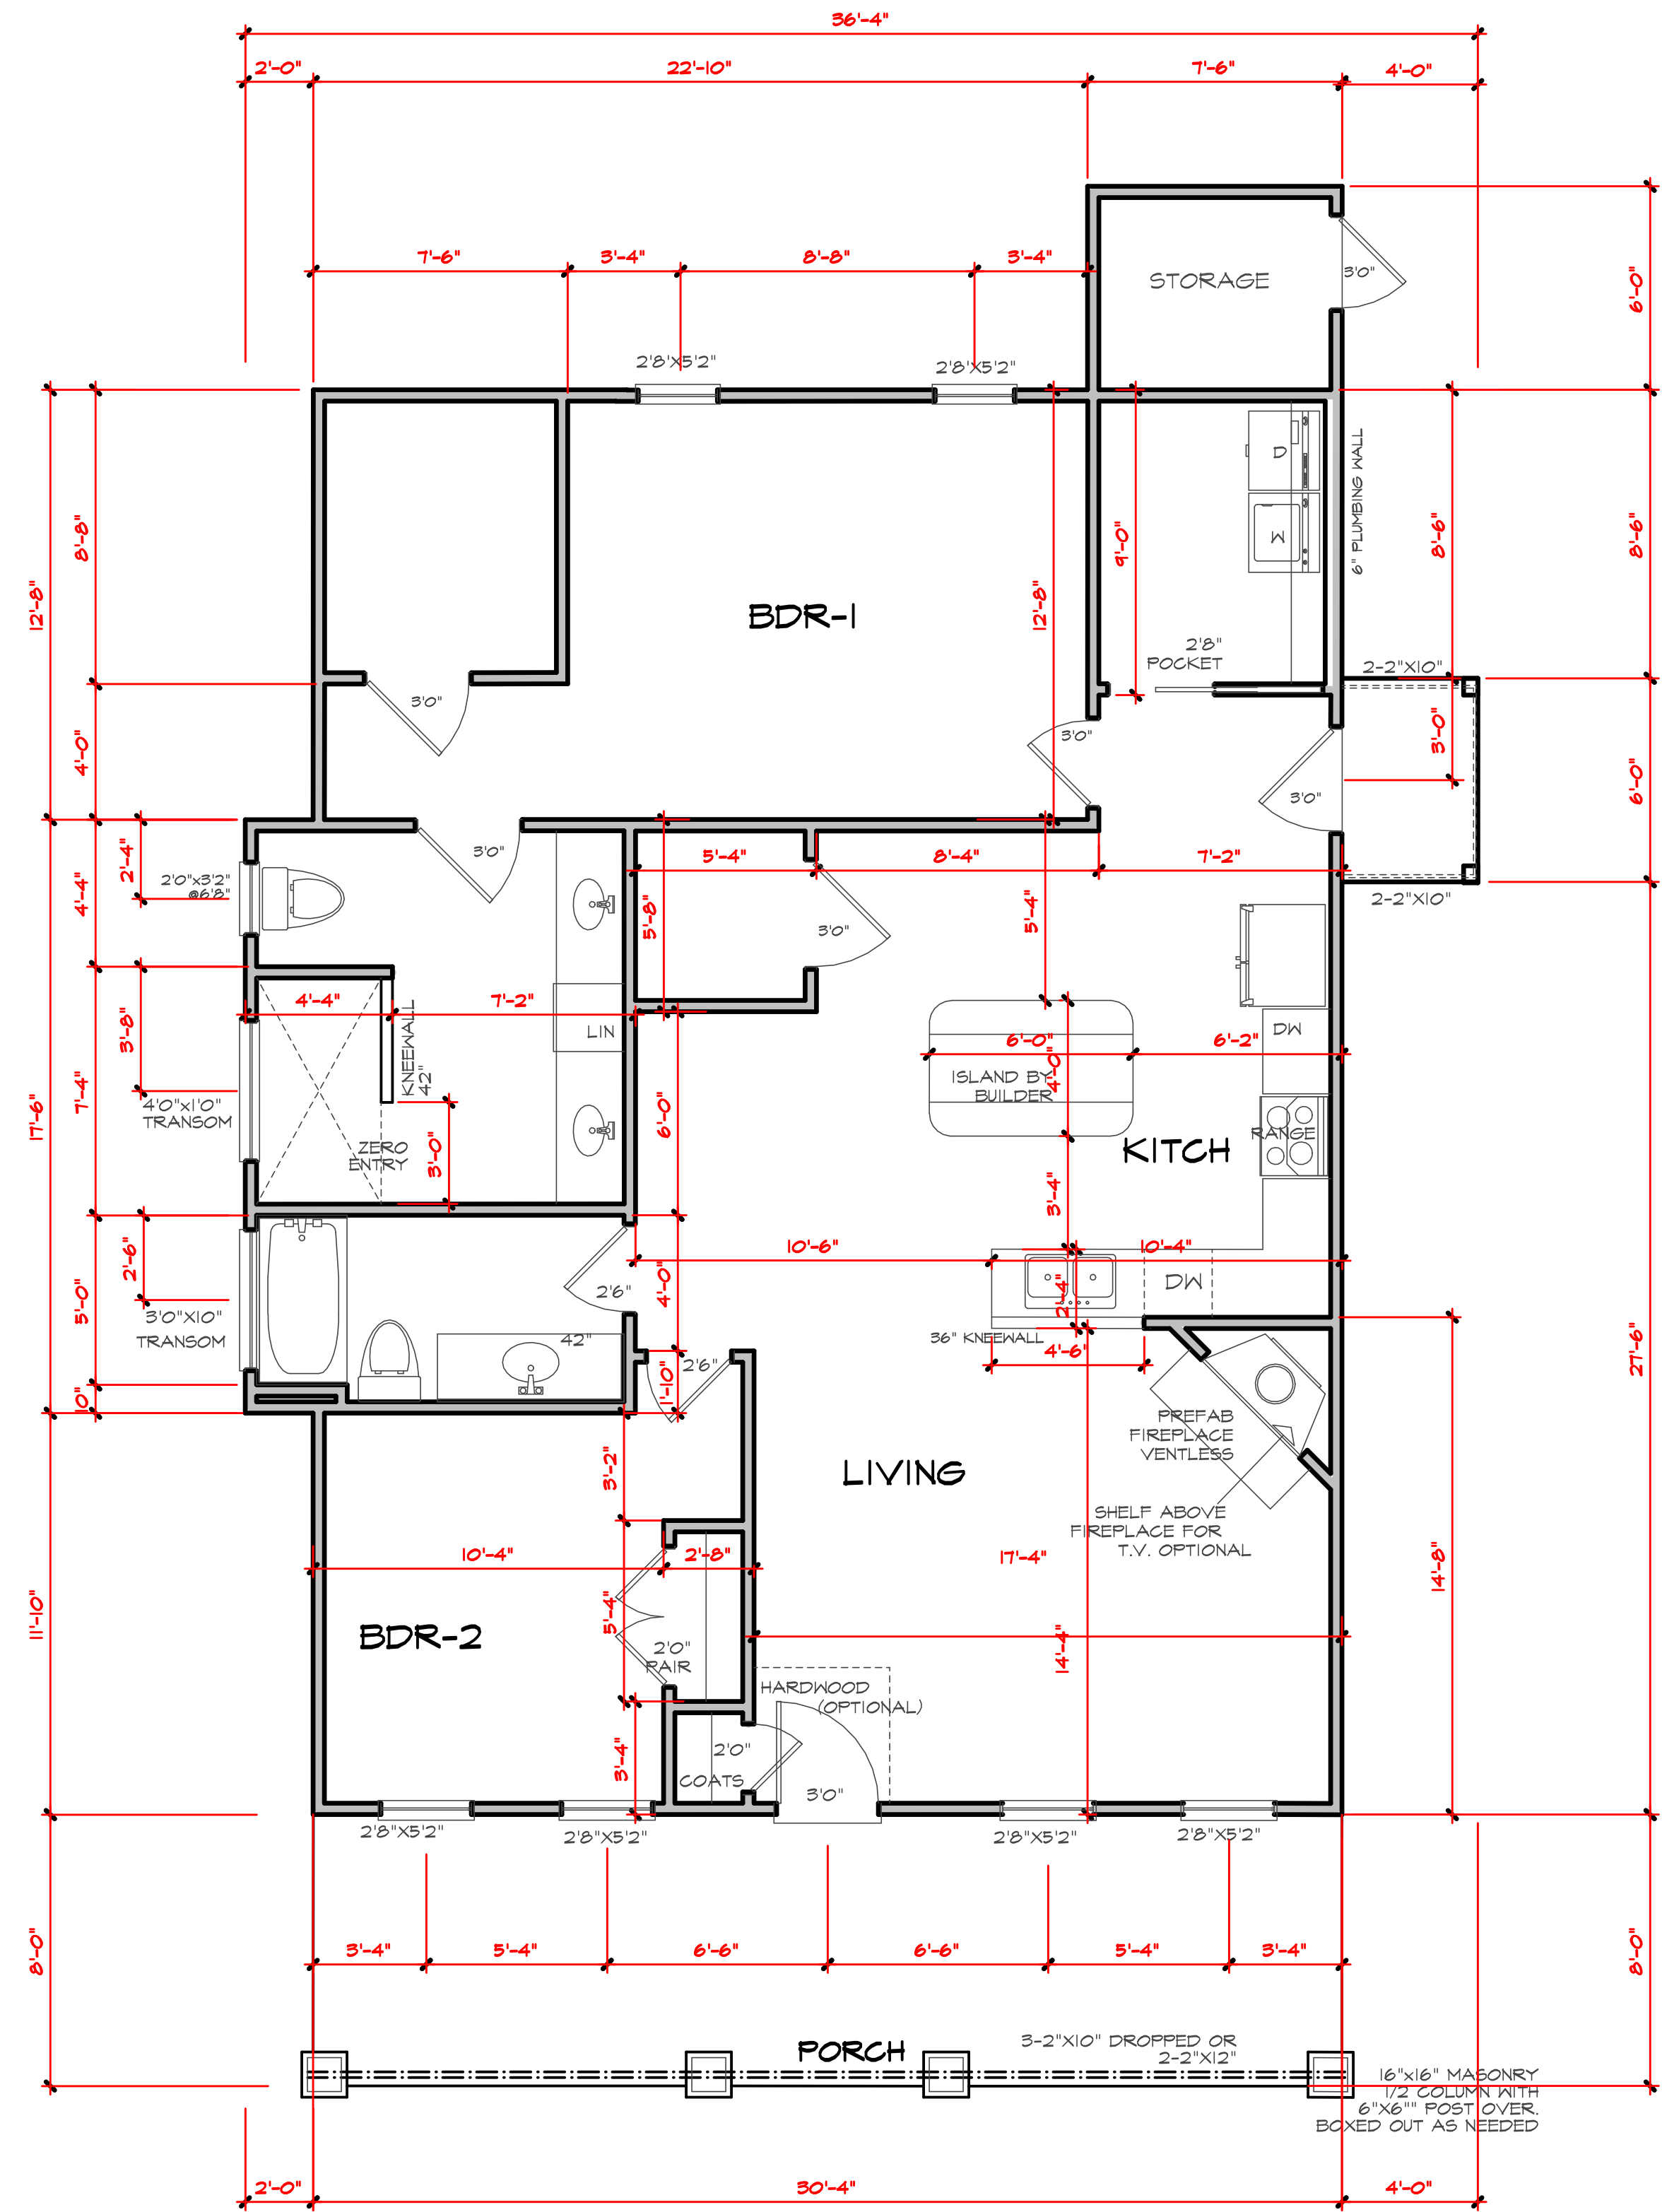 36'-4"
2'-0"
22'-10"
7'-6"
4'-0"
7'-6"
3'-4"
8'-8"
3'-4"
STORAGE
3'0"
6'-0"
2'8'X5'2"
2'8'X5'2"
12'-8"
8'-8"
BDR-1
12'-8"
9'-0"
D
W
6" PLUMBING WALL
8'-6"
8'-6"
2'8"
POCKET
2-2"X10"
3'0"
4'-0"
3'0"
3'-0"
3'0"
6'-0"
2'-4"
4'-4"
2'0"x3'2"
@6'8"
3'0"
5'-4"
8'-4"
7'-2"
5'-8"
3'0"
5'-4"
2-2"X10"
4'-4"
7'-2"
3'-8"
KNEEWALL
42"
LIN
DW
6'-0"
6'-2"
4'-0"
ISLAND BY
BUILDER
17'-6"
7'-4"
4'0"x1'0"
TRANSOM
ZERO
ENTRY
3'-0"
6'-0"
KITCH
RANGE
3'-4"
10'-6"
10'-4"
2'-6"
5'-0"
3'0"X10"
TRANSOM
2'6"
4'-0"
2'-4"
DW
42"
36" KNEEWALL
4'-6"
2'6"
1'-10"
10"
27'-6"
PREFAB
FIREPLACE
VENTLESS
LIVING
3'-2"
SHELF ABOVE
FIREPLACE FOR
T.V. OPTIONAL
10'-4"
2'-8"
17'-4"
14'-8"
11'-10"
BDR-2
5'-4"
2'0"
PAIR
14'-4"
HARDWOOD
(OPTIONAL)
3'-4"
2'0"
COATS
3'0"
2'8"X5'2"
2'8"X5'2"
2'8"X5'2"
2'8"X5'2"
8'-0"
3'-4"
5'-4"
6'-6"
6'-6"
5'-4"
3'-4"
8'-0"
PORCH
3-2"X10" DROPPED OR
2-2"X12"
16"x16" MASONRY
1/2 COLUMN WITH
6"X6"" POST OVER.
BOXED OUT AS NEEDED
2'-0"
30'-4"
4'-0"